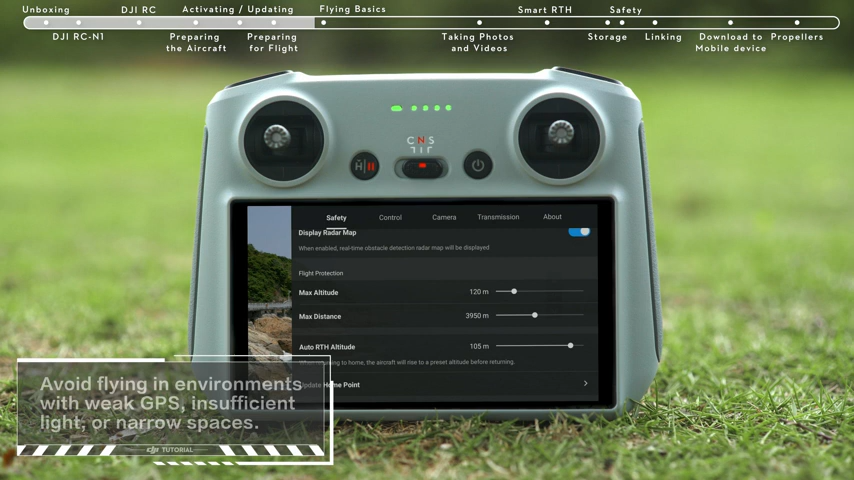 Unboxing
DJI RC
Activating / Updating
Flying Basics
Smart RTH
Safety
DJI RC-N1
Preparing
the Aircraft
Preparing
for Flight
Taking Photos
and Videos
Storage
Linking
Download to
Mobile device
Propellers
C N S
Safety
Control
Camera
Transmission
About
Display Radar Map
When enabled, real-time obstacle detection radar map will be displayed
Flight Protection
Max Altitude
120 m
Max Distance
3950 m
Auto RTH Altitude
105 m
When returning to home, the aircraft will rise to a preset altitude before returning.
Update Home Point
Avoid flying in environments
with weak GPS, insufficient
light, or narrow spaces.
dji TUTORIAL